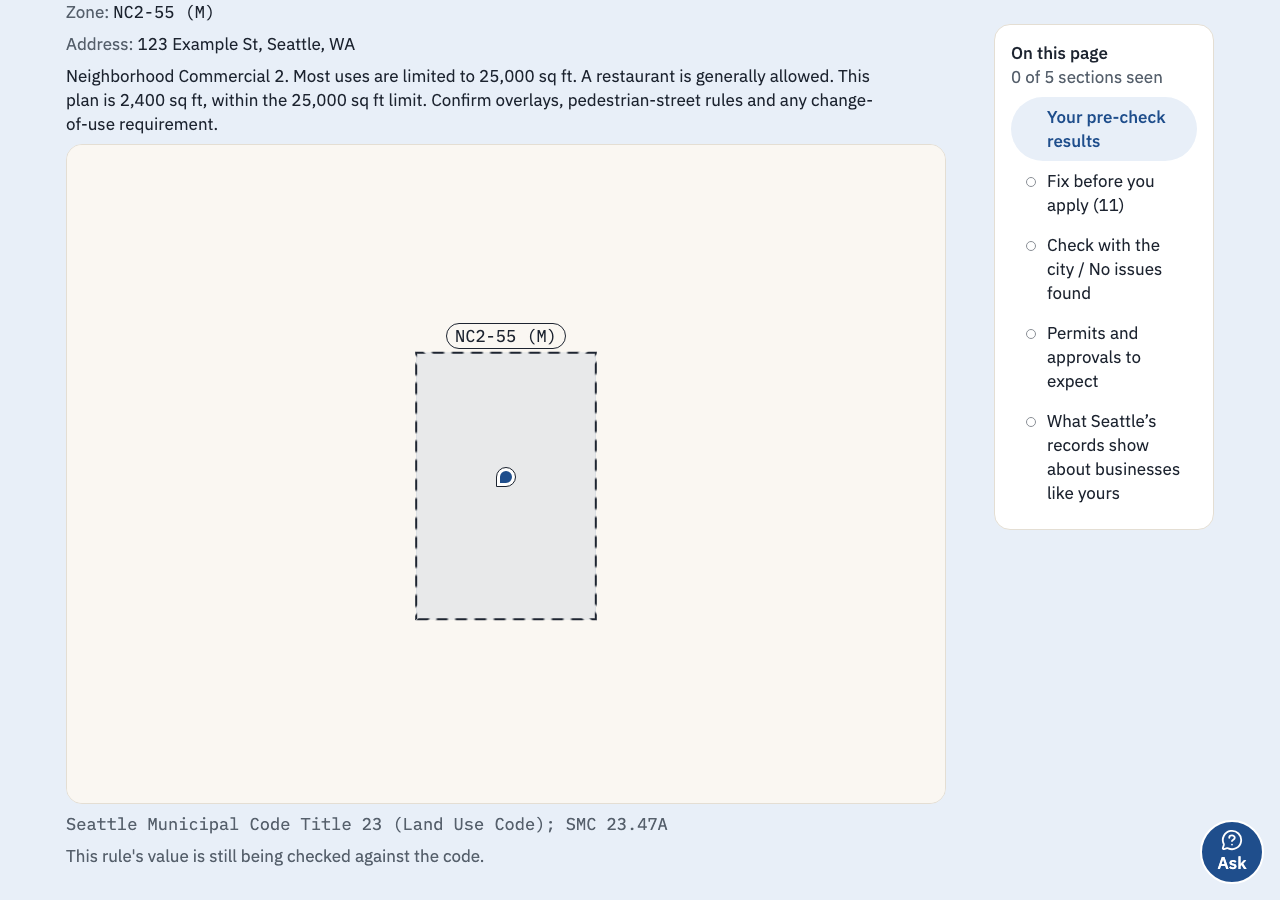 Zone: NC2-55 (M)
Address: 123 Example St, Seattle, WA
Neighborhood Commercial 2. Most uses are limited to 25,000 sq ft. A restaurant is generally allowed. This
plan is 2,400 sq ft, within the 25,000 sq ft limit. Confirm overlays, pedestrian-street rules and any change-
of-use requirement.
NC2-55 (M)
Seattle Municipal Code Title 23 (Land Use Code); SMC 23.47A
This rule's value is still being checked against the code.
On this page
0 of 5 sections seen
Your pre-check
results
Fix before you
apply (11)
Check with the
city / No issues
found
Permits and
approvals to
expect
What Seattle’s
records show
about businesses
like yours
Ask